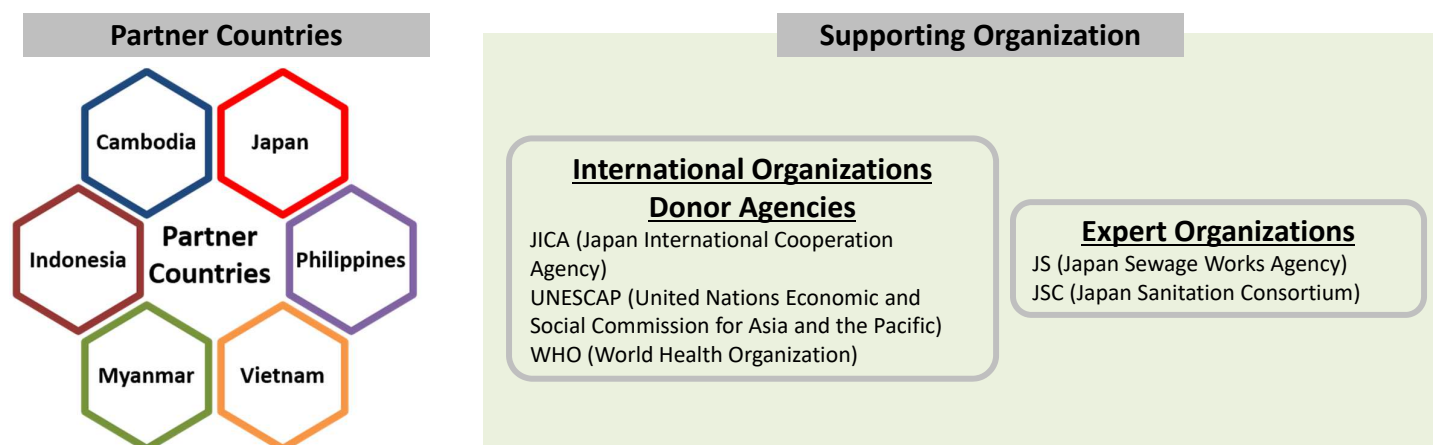 Partner Countries
Cambodia
Japan
Indonesia
Partner
Countries
Philippines
Myanmar
Vietnam
Supporting Organization
International Organizations
Donor Agencies
JICA (Japan International Cooperation
Agency)
UNESCAP (United Nations Economic and
Social Commission for Asia and the Pacific)
WHO (World Health Organization)
Expert Organizations
JS (Japan Sewage Works Agency)
JSC (Japan Sanitation Consortium)